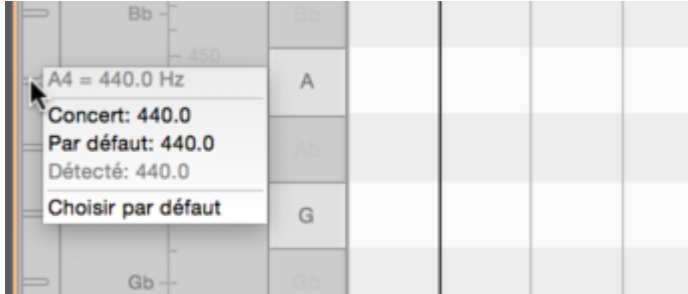 Bb
Bb
450
A4 = 440.0 Hz
A
Concert: 440.0
Par défaut: 440.0
Ab
Détecté: 440.0
Choisir par défaut
G
Gb
Gb